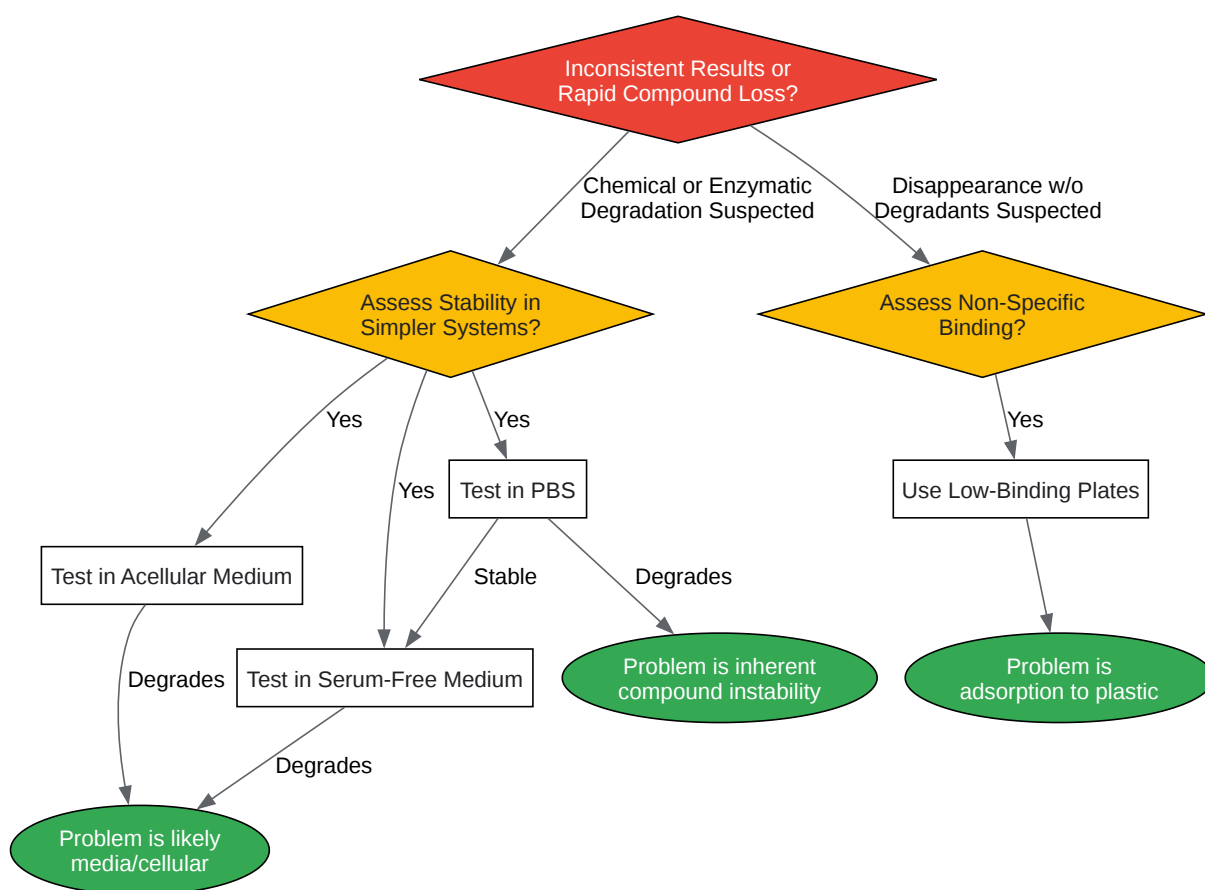 Inconsistent Results or
Rapid Compound Loss?
Chemical or Enzymatic
Degradation Suspected
Disappearance w/o
Degradants Suspected
Assess Stability in
Simpler Systems?
Assess Non-Specific
Binding?
Yes
Yes
Yes
Yes
Test in PBS
Use Low-Binding Plates
Test in Acellular Medium
Stable
Degrades
Degrades
Test in Serum-Free Medium
Problem is inherent
compound instability
Problem is
adsorption to plastic
Degrades
Problem is likely
media/cellular